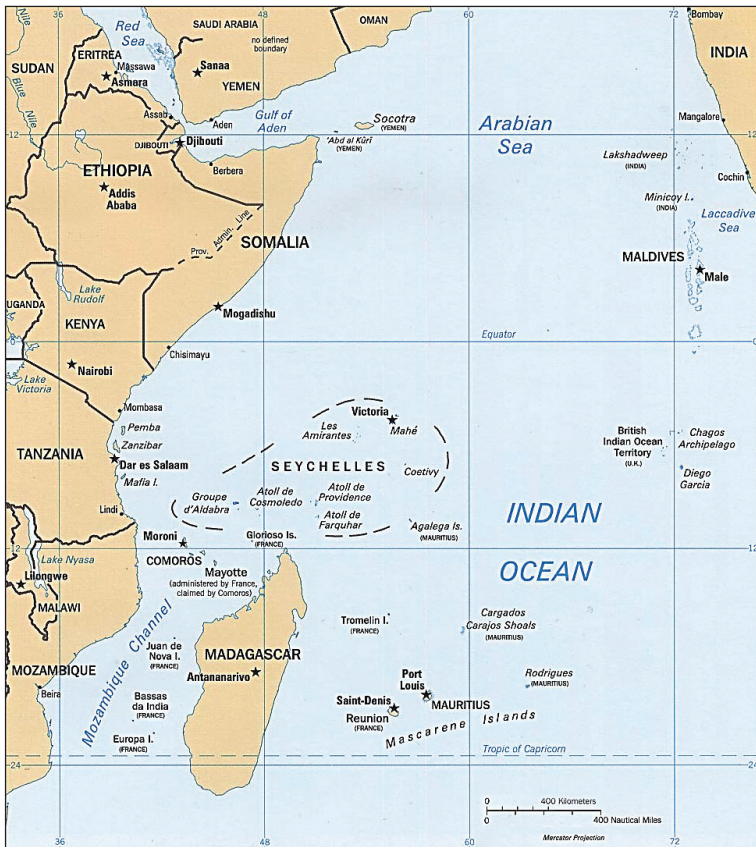 36
48
60
72
Nile
Red
Sea
SAUDI ARABIA
no defined
boundary
OMAN
Bombay
INDIA
SUDAN
ERITREA
Massawa
Asmara
Sanaa
YEMEN
Blue
Nile
Assab
Aden
Gulf of
Aden
Socotra
(YEMEN)
'Abd al Kūrī
(YEMEN)
Arabian
Sea
Mangalore
12
12
DJIBOUTI
Djibouti
Berbera
Lakshadweep
(INDIA)
Cochin
ETHIOPIA
Addis
Ababa
Minicoy I.
(INDIA)
Laccadive
Sea
Prov. Admin. Line
SOMALIA
MALDIVES
Male
Lake
Rudolf
UGANDA
KENYA
Mogadishu
Equator
0
0
Chisimayu
Nairobi
Lake
Victoria
Mombasa
Pemba
Zanzibar
TANZANIA
Dar es Salaam
Mafia I.
Lindi
Victoria
Mahé
Les
Amirantes
SEYCHELLES
Coetivy
Groupe
d'Aldabra
Atoll de
Cosmoledo
Atoll de
Providence
Atoll de
Farquhar
Agalega Is.
(MAURITIUS)
British
Indian Ocean
Territory
(U.K.)
Chagos
Archipelago
Diego
Garcia
INDIAN
OCEAN
12
12
Moroni
COMOROS
Glorioso Is.
(FRANCE)
Mayotte
(administered by France,
claimed by Comoros)
Lake Nyasa
Lilongwe
MALAWI
MOZAMBIQUE
Beira
Mozambique Channel
Juan de
Nova I.
(FRANCE)
Bassas
da India
(FRANCE)
Europa I.
(FRANCE)
MADAGASCAR
Antananarivo
Tromelin I.
(FRANCE)
Cargados
Carajos Shoals
(MAURITIUS)
Rodrigues
(MAURITIUS)
Port
Louis
MAURITIUS
Saint-Denis
Reunion
(FRANCE)
Mascarene Islands
Tropic of Capricorn
24
24
0 400 Kilometers
0 400 Nautical Miles
Mercator Projection
36
48
60
72